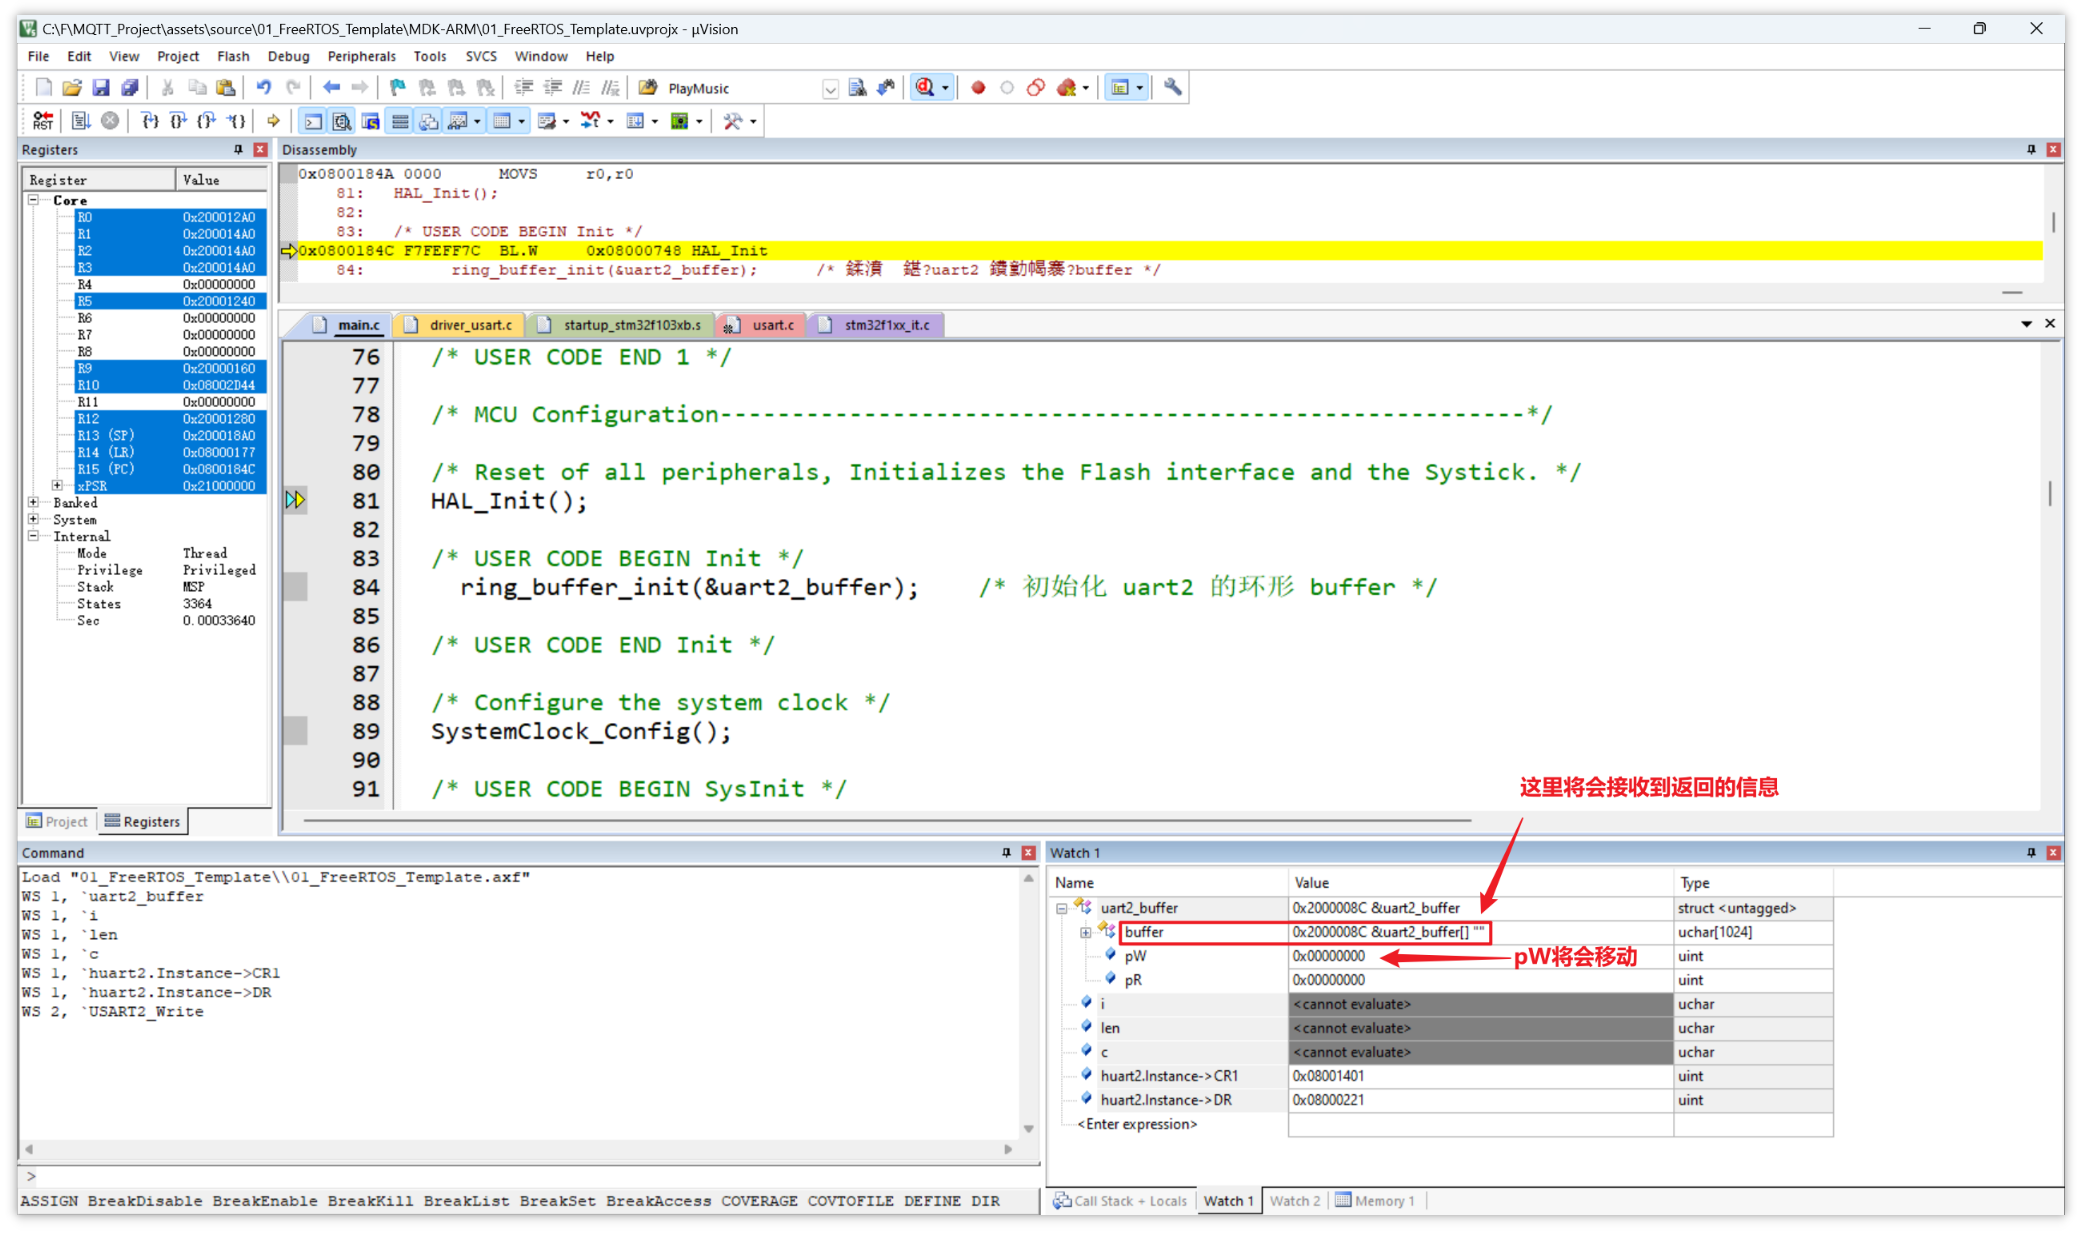 C:\F\MQTT_Project\assets\source\01_FreeRTOS_Template\MDK-ARM\01_FreeRTOS_Template.uvprojx - µVision
File Edit View Project Flash Debug Peripherals Tools SVCS Window Help
PlayMusic
RST
Registers
Register Value
Core
R0 0x200012A0
R1 0x200014A0
R2 0x200014A0
R3 0x200014A0
R4 0x00000000
R5 0x20001240
R6 0x00000000
R7 0x00000000
R8 0x00000000
R9 0x20000160
R10 0x08002D44
R11 0x00000000
R12 0x20001280
R13 (SP) 0x200018A0
R14 (LR) 0x08000177
R15 (PC) 0x0800184C
xPSR 0x21000000
Banked
System
Internal
Mode Thread
Privilege Privileged
Stack MSP
States 3364
Sec 0.00033640
Project Registers
Disassembly
0x0800184A 0000 MOVS r0,r0
81: HAL_Init();
82:
83: /* USER CODE BEGIN Init */
0x0800184C F7FEFF7C BL.W 0x08000748 HAL_Init
84: ring_buffer_init(&uart2_buffer); /* 鍒濆 鍖?uart2 鐨勭幆褰?buffer */
main.c driver_usart.c startup_stm32f103xb.s usart.c stm32f1xx_it.c
76 /* USER CODE END 1 */
77
78 /* MCU Configuration--------------------------------------------------------*/
79
80 /* Reset of all peripherals, Initializes the Flash interface and the Systick. */
81 HAL_Init();
82
83 /* USER CODE BEGIN Init */
84 ring_buffer_init(&uart2_buffer); /* 初始化 uart2 的环形 buffer */
85
86 /* USER CODE END Init */
87
88 /* Configure the system clock */
89 SystemClock_Config();
90
91 /* USER CODE BEGIN SysInit */
这里将会接收到返回的信息
Command
Load "01_FreeRTOS_Template\\01_FreeRTOS_Template.axf"
WS 1, `uart2_buffer
WS 1, `i
WS 1, `len
WS 1, `c
WS 1, `huart2.Instance->CR1
WS 1, `huart2.Instance->DR
WS 2, `USART2_Write
>
ASSIGN BreakDisable BreakEnable BreakKill BreakList BreakSet BreakAccess COVERAGE COVTOFILE DEFINE DIR
Watch 1
Name Value Type
uart2_buffer 0x2000008C &uart2_buffer struct <untagged>
buffer 0x2000008C &uart2_buffer[] "" uchar[1024]
pW 0x00000000 uint
pW将会移动
pR 0x00000000 uint
i <cannot evaluate> uchar
len <cannot evaluate> uchar
c <cannot evaluate> uchar
huart2.Instance->CR1 0x08001401 uint
huart2.Instance->DR 0x08000221 uint
<Enter expression>
Call Stack + Locals Watch 1 Watch 2 Memory 1